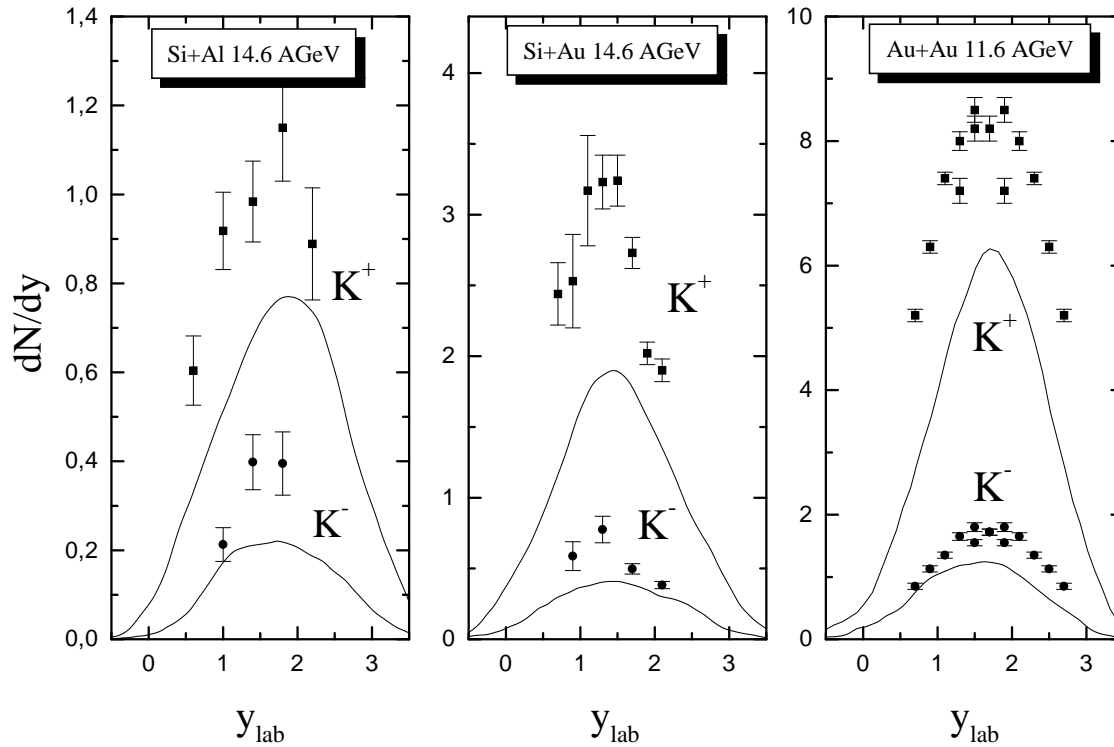 Si+Al 14.6 AGeV
Si+Au 14.6 AGeV
Au+Au 11.6 AGeV
dN/dy
1,4
1,2
1,0
0,8
0,6
0,4
0,2
0,0
K+
K-
0 1 2 3
y_lab
4
3
2
1
0
K+
K-
0 1 2 3
y_lab
10
8
6
4
2
0
K+
K-
0 1 2 3
y_lab